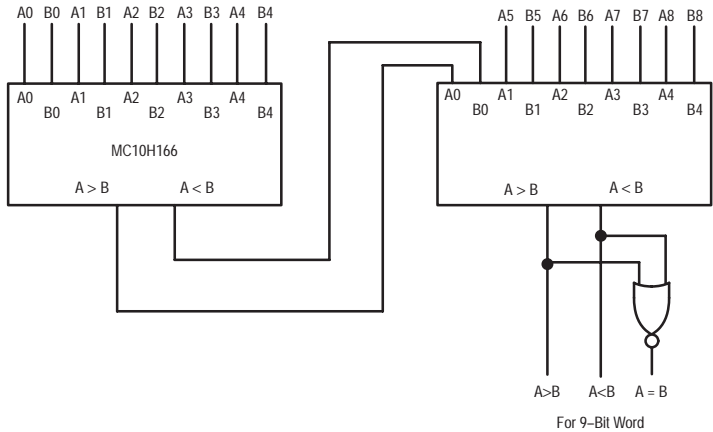 A0 B0 A1 B1 A2 B2 A3 B3 A4 B4
A5 B5 A6 B6 A7 B7 A8 B8
A0 A1 A2 A3 A4
B0 B1 B2 B3 B4
MC10H166
A > B A < B
A0 A1 A2 A3 A4
B0 B1 B2 B3 B4
A > B A < B
A>B A<B A = B
For 9–Bit Word